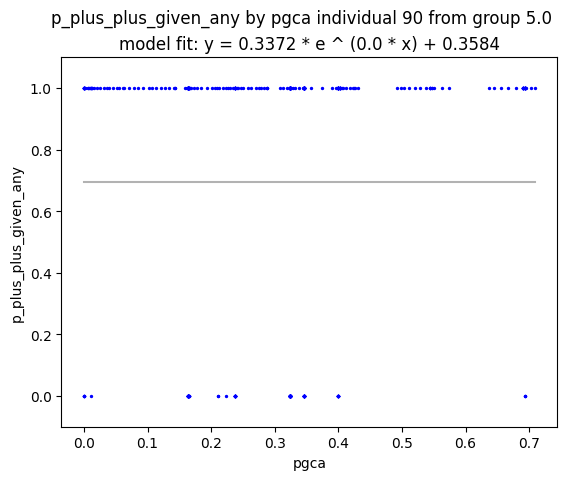 p_plus_plus_given_any by pgca individual 90 from group 5.0
model fit: y = 0.3372 * e ^ (0.0 * x) + 0.3584
1.0
0.8
0.6
0.4
0.2
0.0
p_plus_plus_given_any
0.0 0.1 0.2 0.3 0.4 0.5 0.6 0.7
pgca